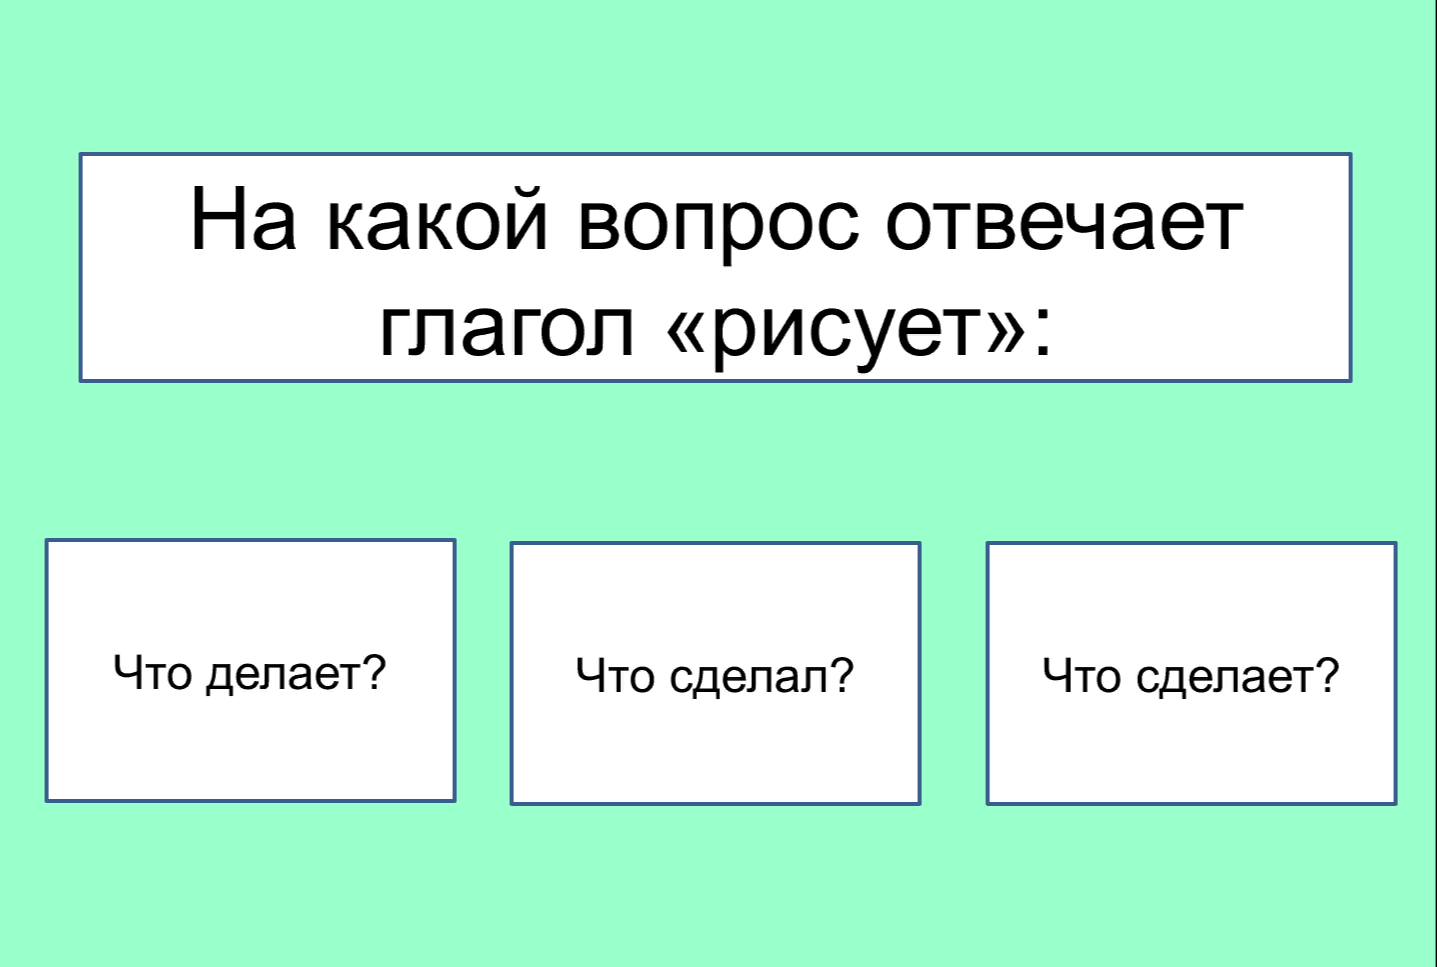 На какой вопрос отвечает
глагол «рисует»:
Что делает?
Что сделал?
Что сделает?